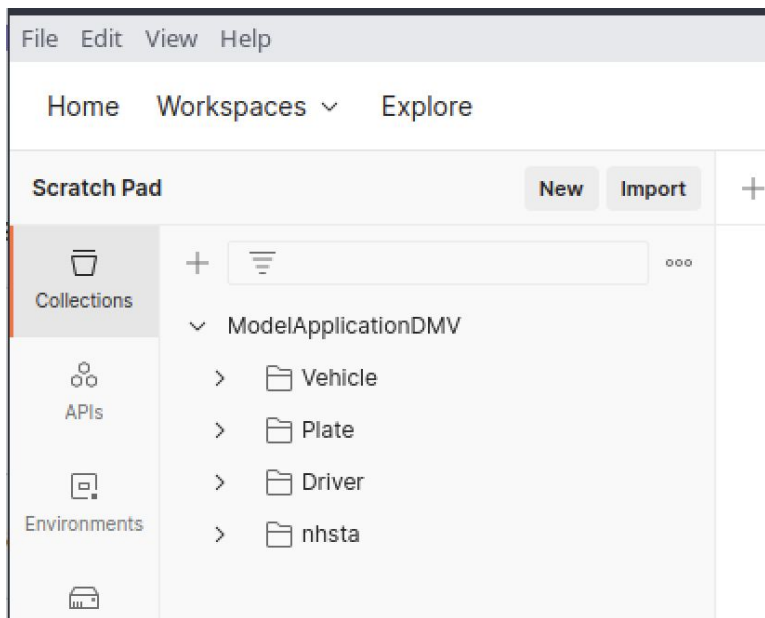 File Edit View Help
Home Workspaces Explore
Scratch Pad New Import
Collections
ModelApplicationDMV
Vehicle
APIs
Plate
Driver
Environments
nhsta